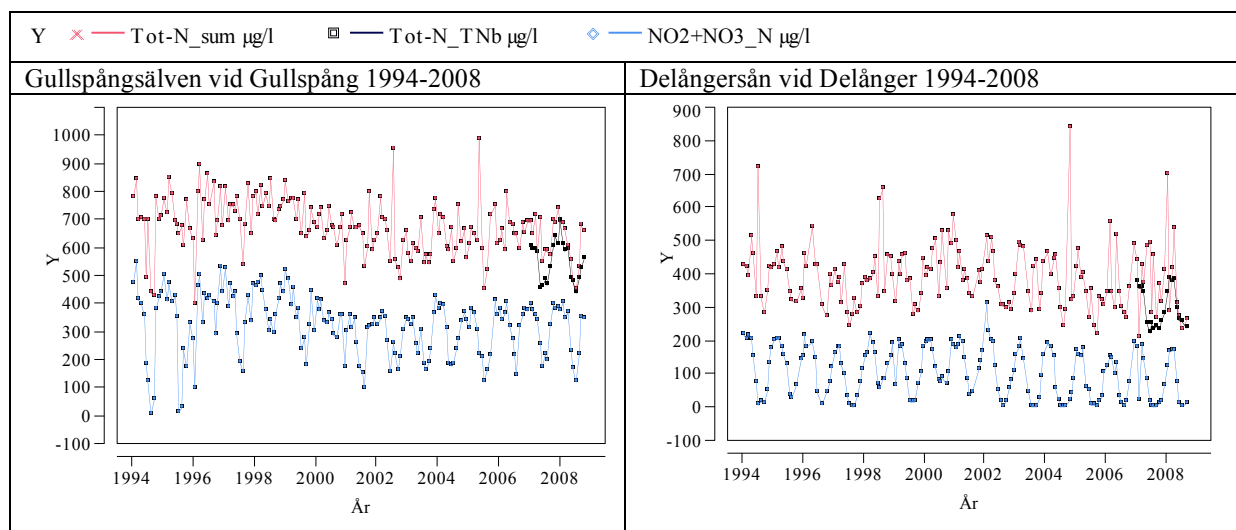 Y Tot-N_sum µg/l Tot-N_TNb µg/l NO2+NO3_N µg/l
Gullspångsälven vid Gullspång 1994-2008
Delångersån vid Delånger 1994-2008
1000
900
800
700
600
500
400
300
200
100
0
-100
Y
1994 1996 1998 2000 2002 2004 2006 2008
År
900
800
700
600
500
400
300
200
100
0
-100
Y
1994 1996 1998 2000 2002 2004 2006 2008
År